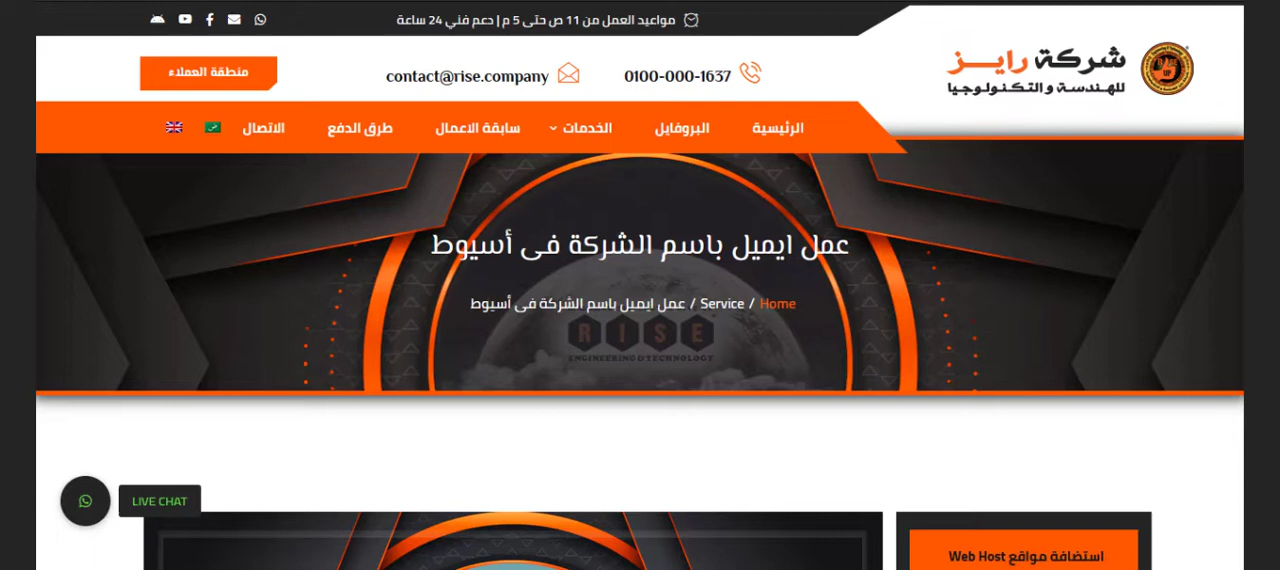 مواعيد العمل من 11 ص حتى 5 م | دعم فني 24 ساعة
شركة رايـز
للهندسة والتكنولوجيا
0100-000-1637
contact@rise.company
منطقة العملاء
الرئيسية
البروفايل
الخدمات
سابقة الاعمال
طرق الدفع
الاتصال
عمل ايميل باسم الشركة فى أسيوط
Home / Service / عمل ايميل باسم الشركة فى أسيوط
RISE
ENGINEERING & TECHNOLOGY
LIVE CHAT
استضافة مواقع Web Host